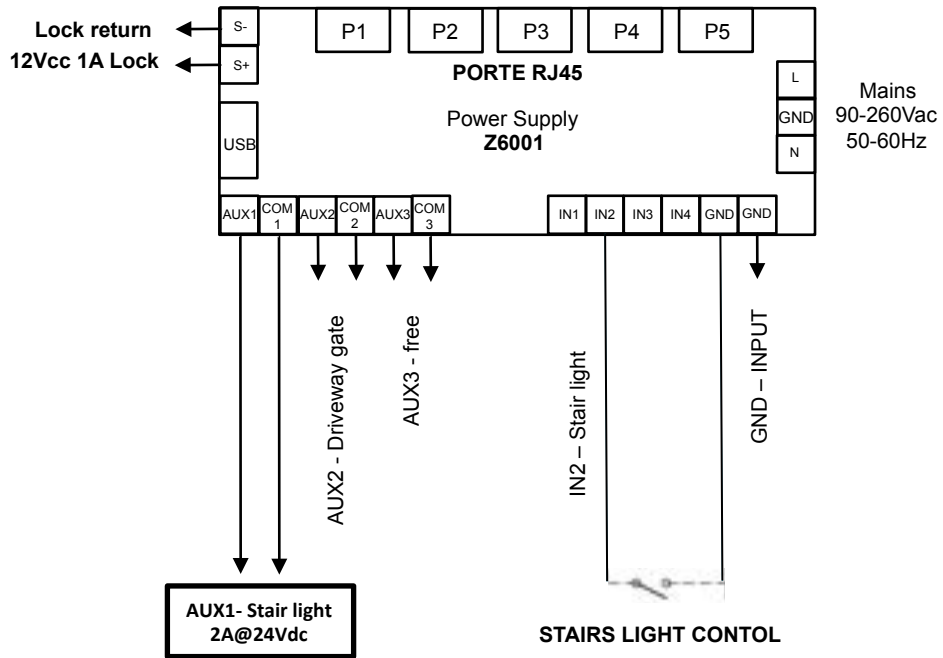 Lock return
12Vcc 1A Lock
S-
S+
USB
P1
P2
P3
P4
P5
PORTE RJ45
Power Supply
Z6001
L
GND
N
Mains
90-260Vac
50-60Hz
AUX1
COM
1
AUX2
COM
2
AUX3
COM
3
IN1
IN2
IN3
IN4
GND
GND
AUX2 - Driveway gate
AUX3 - free
IN2 – Stair light
GND – INPUT
AUX1- Stair light
2A@24Vdc
STAIRS LIGHT CONTOL